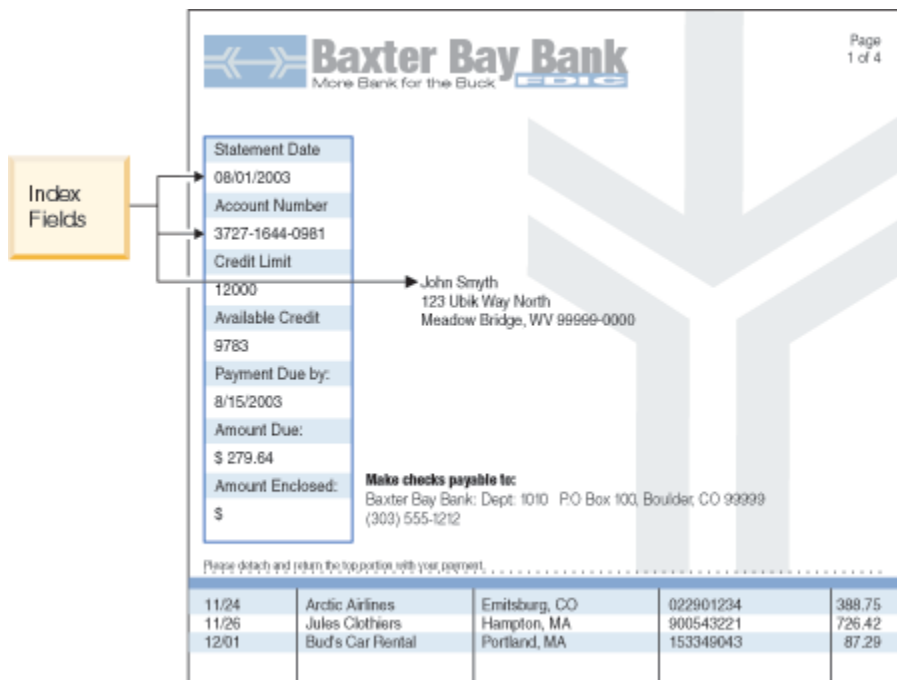 Baxter Bay Bank
More Bank for the Buck FDIC
Page
1 of 4
Index
Fields
Statement Date
08/01/2003
Account Number
3727-1644-0981
Credit Limit
12000
Available Credit
9783
Payment Due by:
8/15/2003
Amount Due:
$ 279.64
Amount Enclosed:
$
John Smyth
123 Ubik Way North
Meadow Bridge, WV 99999-0000
Make checks payable to:
Baxter Bay Bank: Dept: 1010 P.O Box 100, Boulder, CO 99999
(303) 555-1212
Please detach and return the top portion with your payment.
11/24 Arctic Airlines Emitsburg, CO 022901234 388.75
11/26 Jules Clothiers Hampton, MA 900543221 726.42
12/01 Bud's Car Rental Portland, MA 153349043 87.29